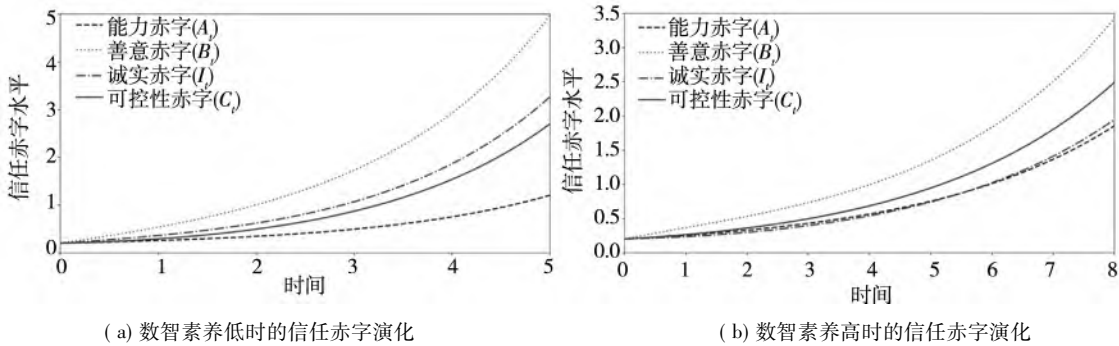 5
4
3
2
1
0
信任赤字水平
能力赤字(Aₜ)
善意赤字(Bₜ)
诚实赤字(Iₜ)
可控性赤字(Cₜ)
0 1 2 3 4 5
时间
(a) 数智素养低时的信任赤字演化
3.5
3.0
2.5
2.0
1.5
1.0
0.5
0.0
信任赤字水平
能力赤字(Aₜ)
善意赤字(Bₜ)
诚实赤字(Iₜ)
可控性赤字(Cₜ)
0 1 2 3 4 5 6 7 8
时间
(b) 数智素养高时的信任赤字演化